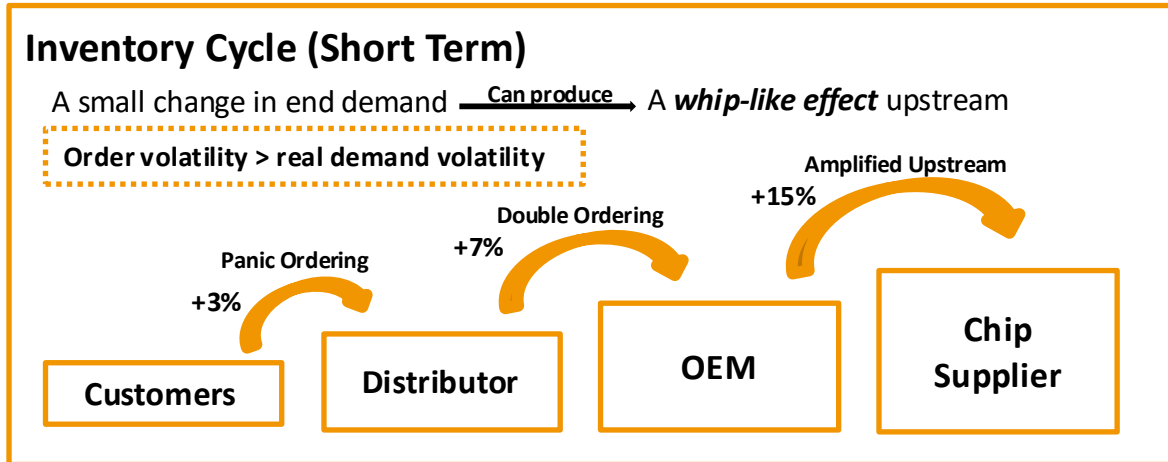 Inventory Cycle (Short Term)
A small change in end demand Can produce A whip-like effect upstream
Order volatility > real demand volatility
Amplified Upstream
+15%
Double Ordering
+7%
Panic Ordering
+3%
Customers
Distributor
OEM
Chip
Supplier